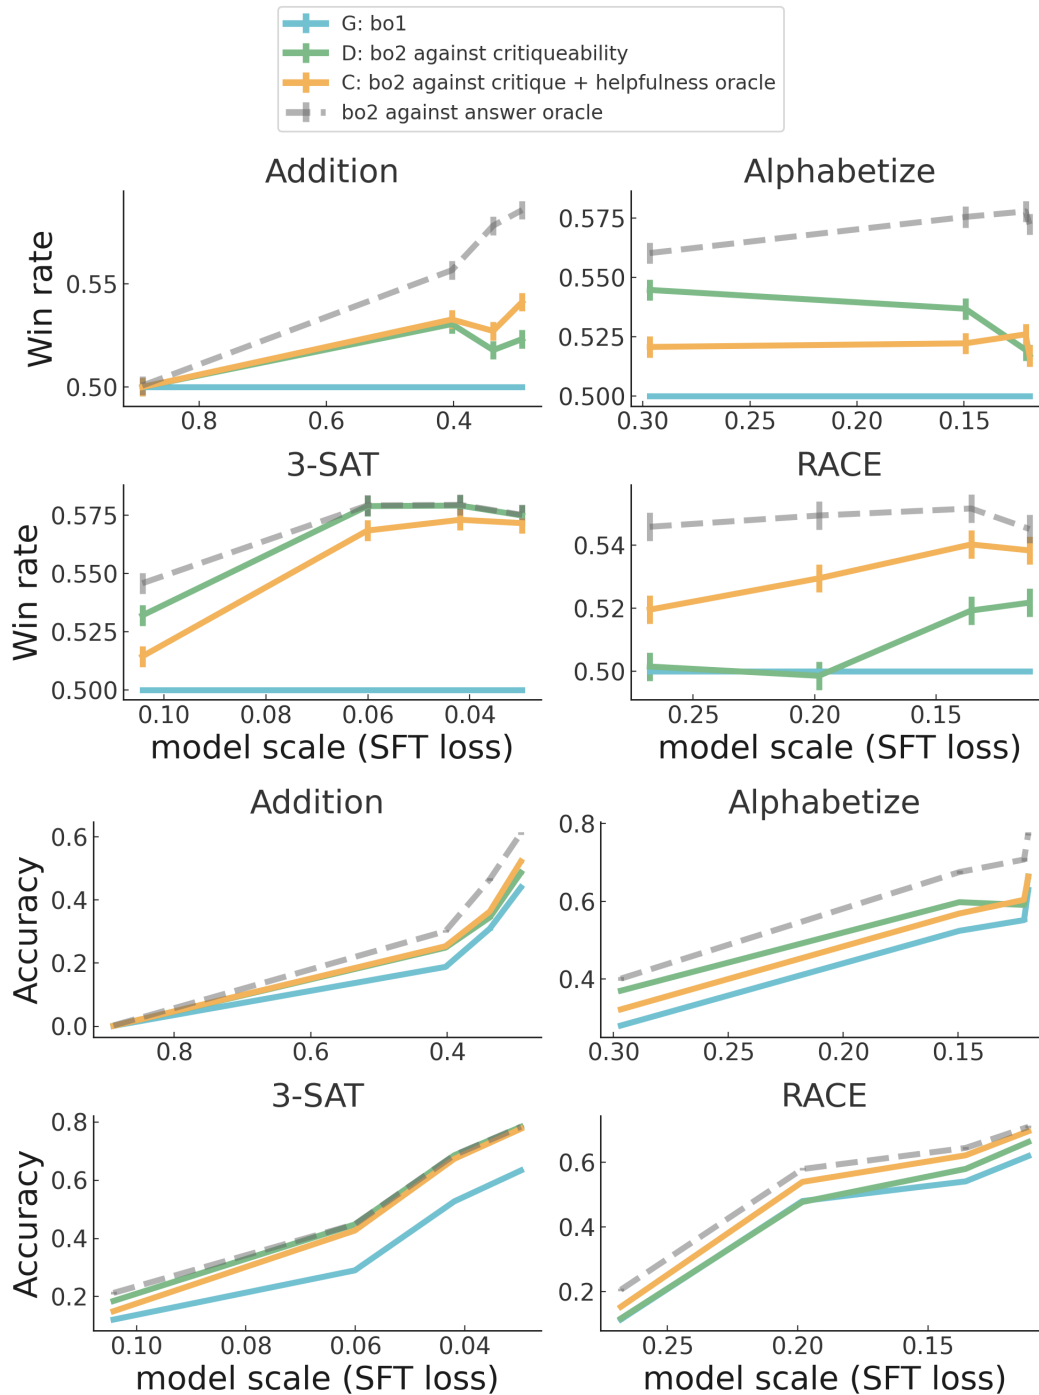 G: bo1
D: bo2 against critiqueability
C: bo2 against critique + helpfulness oracle
bo2 against answer oracle
Addition
Alphabetize
Win rate
0.55
0.50
0.8 0.6 0.4
0.575
0.550
0.525
0.500
0.30 0.25 0.20 0.15
3-SAT
RACE
Win rate
0.575
0.550
0.525
0.500
0.10 0.08 0.06 0.04
model scale (SFT loss)
0.54
0.52
0.50
0.25 0.20 0.15
model scale (SFT loss)
Addition
Alphabetize
Accuracy
0.6
0.4
0.2
0.0
0.8 0.6 0.4
0.8
0.6
0.4
0.30 0.25 0.20 0.15
3-SAT
RACE
Accuracy
0.8
0.6
0.4
0.2
0.10 0.08 0.06 0.04
model scale (SFT loss)
0.6
0.4
0.2
0.25 0.20 0.15
model scale (SFT loss)